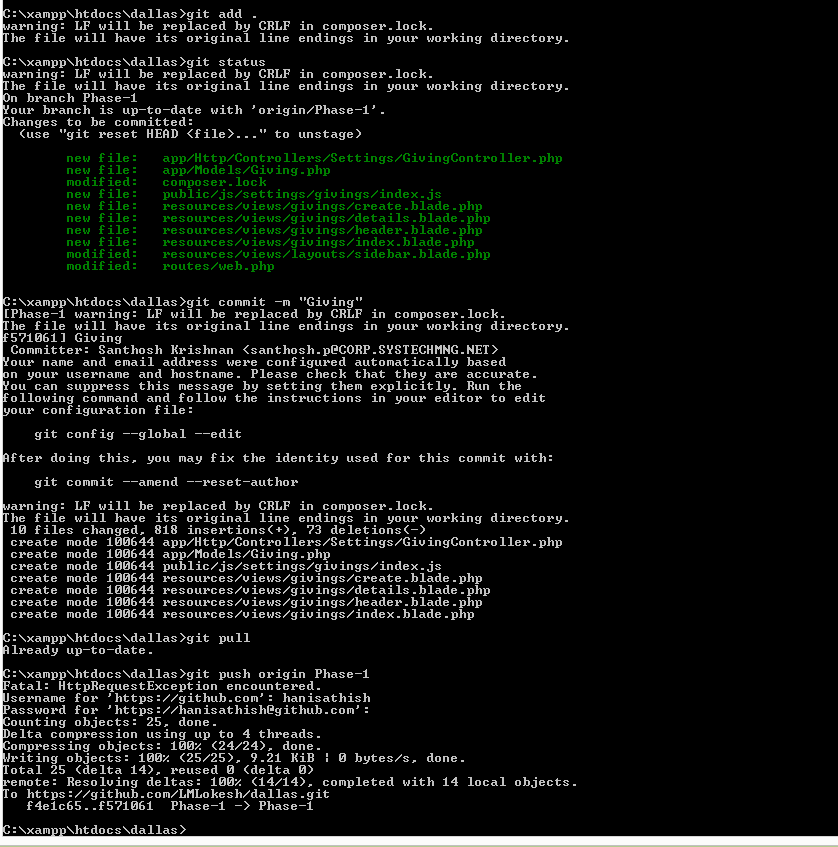 C:\xampp\htdocs\dallas>git add .
warning: LF will be replaced by CRLF in composer.lock.
The file will have its original line endings in your working directory.
C:\xampp\htdocs\dallas>git status
warning: LF will be replaced by CRLF in composer.lock.
The file will have its original line endings in your working directory.
On branch Phase-1
Your branch is up-to-date with 'origin/Phase-1'.
Changes to be committed:
  (use "git reset HEAD <file>..." to unstage)
        new file:   app/Http/Controllers/Settings/GivingController.php
        new file:   app/Models/Giving.php
        modified:   composer.lock
        new file:   public/js/settings/givings/index.js
        new file:   resources/views/givings/create.blade.php
        new file:   resources/views/givings/details.blade.php
        new file:   resources/views/givings/header.blade.php
        new file:   resources/views/givings/index.blade.php
        modified:   resources/views/layouts/sidebar.blade.php
        modified:   routes/web.php
C:\xampp\htdocs\dallas>git commit -m "Giving"
[Phase-1 warning: LF will be replaced by CRLF in composer.lock.
The file will have its original line endings in your working directory.
f571061] Giving
 Committer: Santhosh Krishnan <santhosh.p@CORP.SYSTECHMNG.NET>
Your name and email address were configured automatically based
on your username and hostname. Please check that they are accurate.
You can suppress this message by setting them explicitly. Run the
following command and follow the instructions in your editor to edit
your configuration file:
    git config --global --edit
After doing this, you may fix the identity used for this commit with:
    git commit --amend --reset-author
warning: LF will be replaced by CRLF in composer.lock.
The file will have its original line endings in your working directory.
 10 files changed, 818 insertions(+), 73 deletions(-)
 create mode 100644 app/Http/Controllers/Settings/GivingController.php
 create mode 100644 app/Models/Giving.php
 create mode 100644 public/js/settings/givings/index.js
 create mode 100644 resources/views/givings/create.blade.php
 create mode 100644 resources/views/givings/details.blade.php
 create mode 100644 resources/views/givings/header.blade.php
 create mode 100644 resources/views/givings/index.blade.php
C:\xampp\htdocs\dallas>git pull
Already up-to-date.
C:\xampp\htdocs\dallas>git push origin Phase-1
Fatal: HttpRequestException encountered.
Username for 'https://github.com': hanisathish
Password for 'https://hanisathish@github.com':
Counting objects: 25, done.
Delta compression using up to 4 threads.
Compressing objects: 100% (24/24), done.
Writing objects: 100% (25/25), 9.21 KiB | 0 bytes/s, done.
Total 25 (delta 14), reused 0 (delta 0)
remote: Resolving deltas: 100% (14/14), completed with 14 local objects.
To https://github.com/LMLokesh/dallas.git
   f4e1c65..f571061  Phase-1 -> Phase-1
C:\xampp\htdocs\dallas>